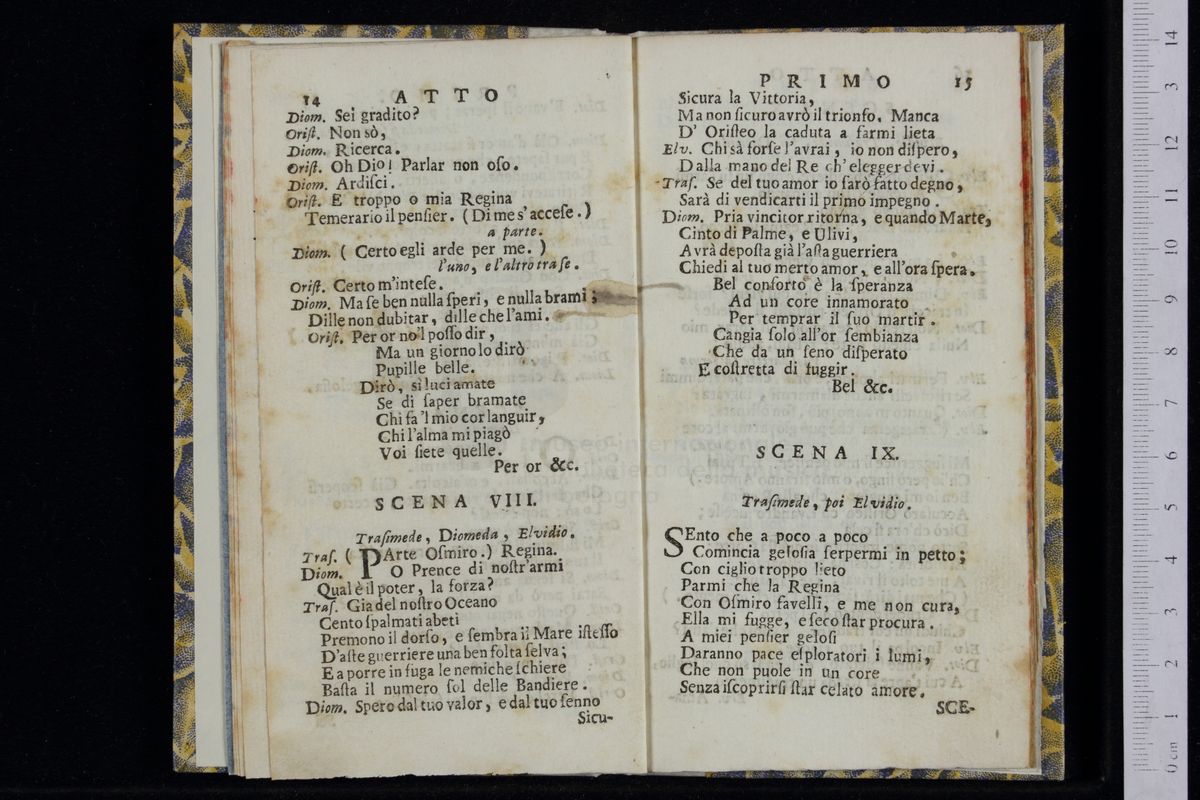 14 ATTO
Diom. Sei gradito?
Oriſt. Non sò,
Diom. Ricerca.
Oriſt. Oh Dio! Parlar non oſo.
Diom. Ardiſci.
Oriſt. E troppo o mia Regina
Temerario il penſier. (Di me s'acceſe.)
a parte.
Diom. ( Certo egli arde per me. )
l'uno, e l'altro tra ſe.
Oriſt. Certo m'inteſe.
Diom. Ma ſe ben nulla ſperi, e nulla brami;
Dille non dubitar, dille che l'ami.
Oriſt. Per or no'l poſſo dir,
Ma un giorno lo dirò
Pupille belle.
Dirò, sì luci amate
Se di ſaper bramate
Chi fa 'l mio cor languir,
Chi l'alma mi piagò
Voi ſiete quelle.
Per or &c.
SCENA VIII.
Traſimede, Diomeda, Elvidio.
Traſ. ( PArte Oſmiro.) Regina.
Diom. O Prence di noſtr'armi
Qual è il poter, la forza?
Traſ. Gia del noſtro Oceano
Cento ſpalmati abeti
Premono il dorſo, e ſembra il Mare iſteſſo
D'aſte guerriere una ben folta ſelva;
E a porre in fuga le nemiche ſchiere
Baſta il numero ſol delle Bandiere.
Diom. Spero dal tuo valor, e dal tuo ſenno
Sicu-
PRIMO 15
Sicura la Vittoria,
Ma non ſicuro avrò il trionfo. Manca
D' Oriſteo la caduta a farmi lieta
Elv. Chi sà forſe l'avrai, io non diſpero,
Dalla mano del Re ch'elegger devi.
Traſ. Se del tuo amor io ſarò fatto degno,
Sarà di vendicarti il primo impegno.
Diom. Pria vincitor ritorna, e quando Marte,
Cinto di Palme, e Ulivi,
Avrà depoſta già l'aſta guerriera
Chiedi al tuo merto amor, e all'ora ſpera.
Bel conforto è la ſperanza
Ad un core innamorato
Per temprar il ſuo martir.
Cangia ſolo all'or ſembianza
Che da un ſeno diſperato
E coſtretta di fuggir.
Bel &c.
SCENA IX.
Traſimede, poi Elvidio.
SEnto che a poco a poco
Comincia geloſia ſerpermi in petto;
Con ciglio troppo lieto
Parmi che la Regina
Con Oſmiro favelli, e me non cura,
Ella mi fugge, e ſeco ſtar procura.
A miei penſier geloſi
Daranno pace eſploratori i lumi,
Che non puole in un core
Senza iſcoprirſi ſtar celato amore.
SCE-